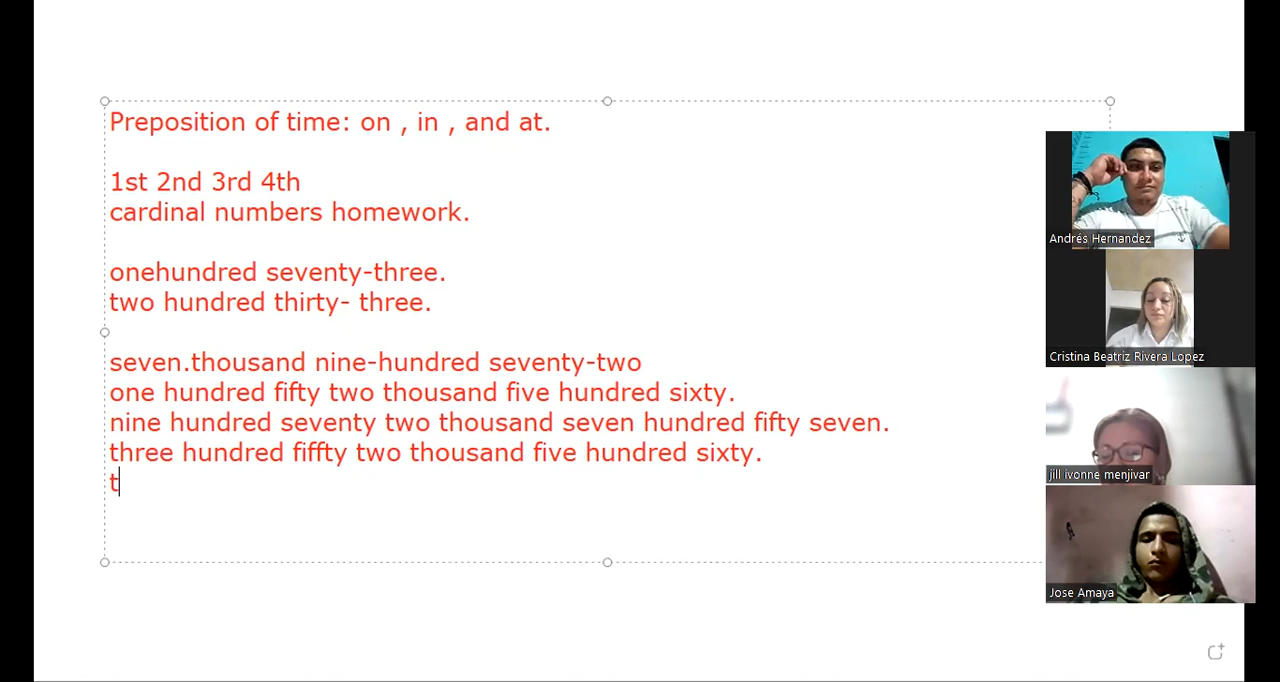 Preposition of time: on , in , and at.
1st 2nd 3rd 4th
cardinal numbers homework.
onehundred seventy-three.
two hundred thirty- three.
seven.thousand nine-hundred seventy-two
one hundred fifty two thousand five hundred sixty.
nine hundred seventy two thousand seven hundred fifty seven.
three hundred fiffty two thousand five hundred sixty.
t
Andrés Hernandez
Cristina Beatriz Rivera Lopez
jill ivonne menjivar
Jose Amaya